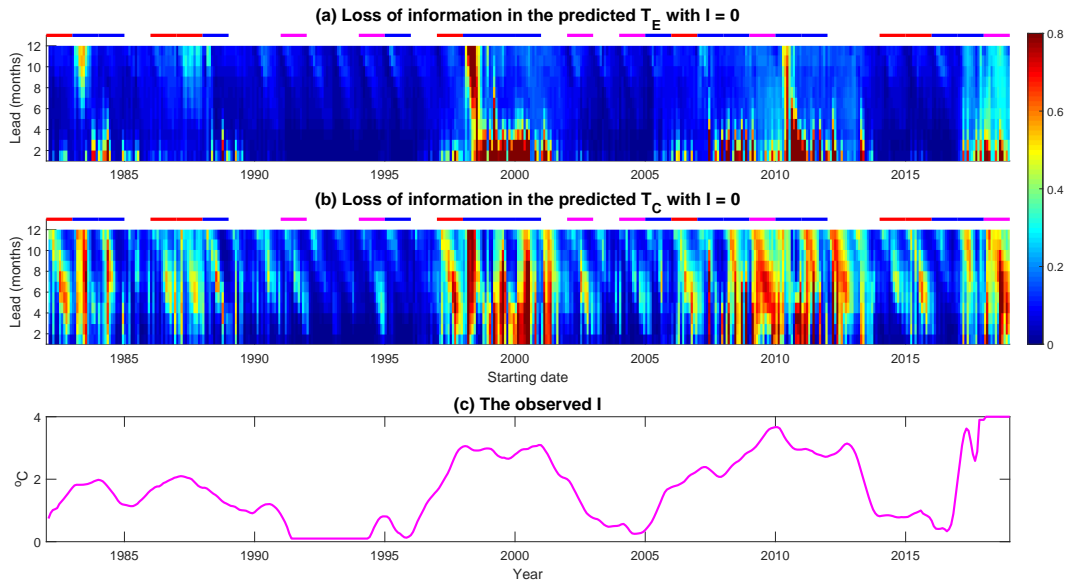 (a) Loss of information in the predicted T_E with I = 0
Lead (months)
12
10
8
6
4
2
1985 1990 1995 2000 2005 2010 2015
0.8
0.6
0.4
0.2
0
(b) Loss of information in the predicted T_C with I = 0
Lead (months)
12
10
8
6
4
2
1985 1990 1995 2000 2005 2010 2015
Starting date
(c) The observed I
°C
4
2
0
1985 1990 1995 2000 2005 2010 2015
Year